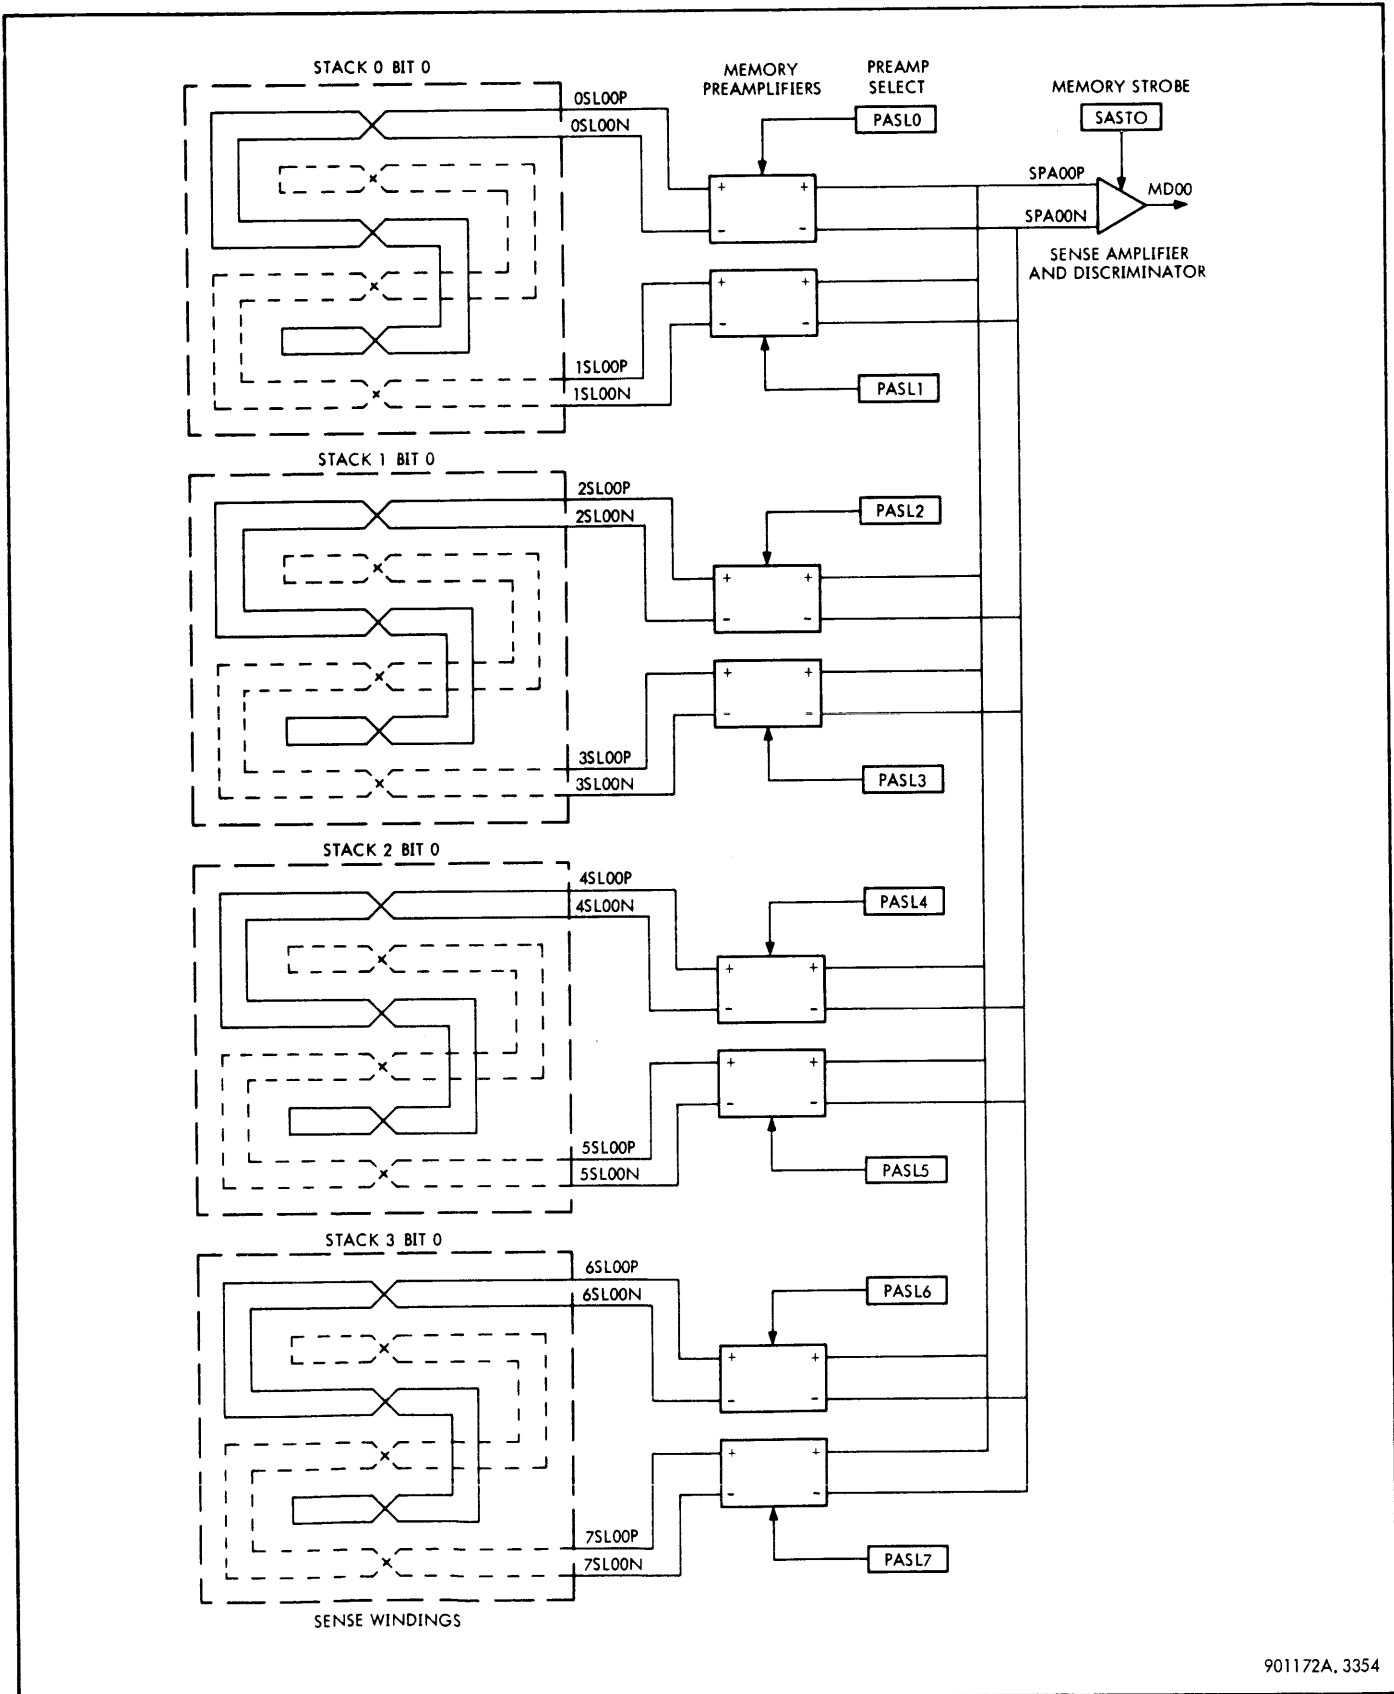 STACK 0 BIT 0
MEMORY PREAMPLIFIERS
PREAMP SELECT
MEMORY STROBE
0SL00P
0SL00N
PASL0
SASTO
+
+
-
-
SPA00P
SPA00N
MD00
SENSE AMPLIFIER
AND DISCRIMINATOR
+
+
-
-
1SL00P
1SL00N
PASL1
STACK 1 BIT 0
2SL00P
2SL00N
PASL2
+
+
-
-
+
+
-
-
3SL00P
3SL00N
PASL3
STACK 2 BIT 0
4SL00P
4SL00N
PASL4
+
+
-
-
+
+
-
-
5SL00P
5SL00N
PASL5
STACK 3 BIT 0
6SL00P
6SL00N
PASL6
+
+
-
-
+
+
-
-
7SL00P
7SL00N
PASL7
SENSE WINDINGS
901172A. 3354